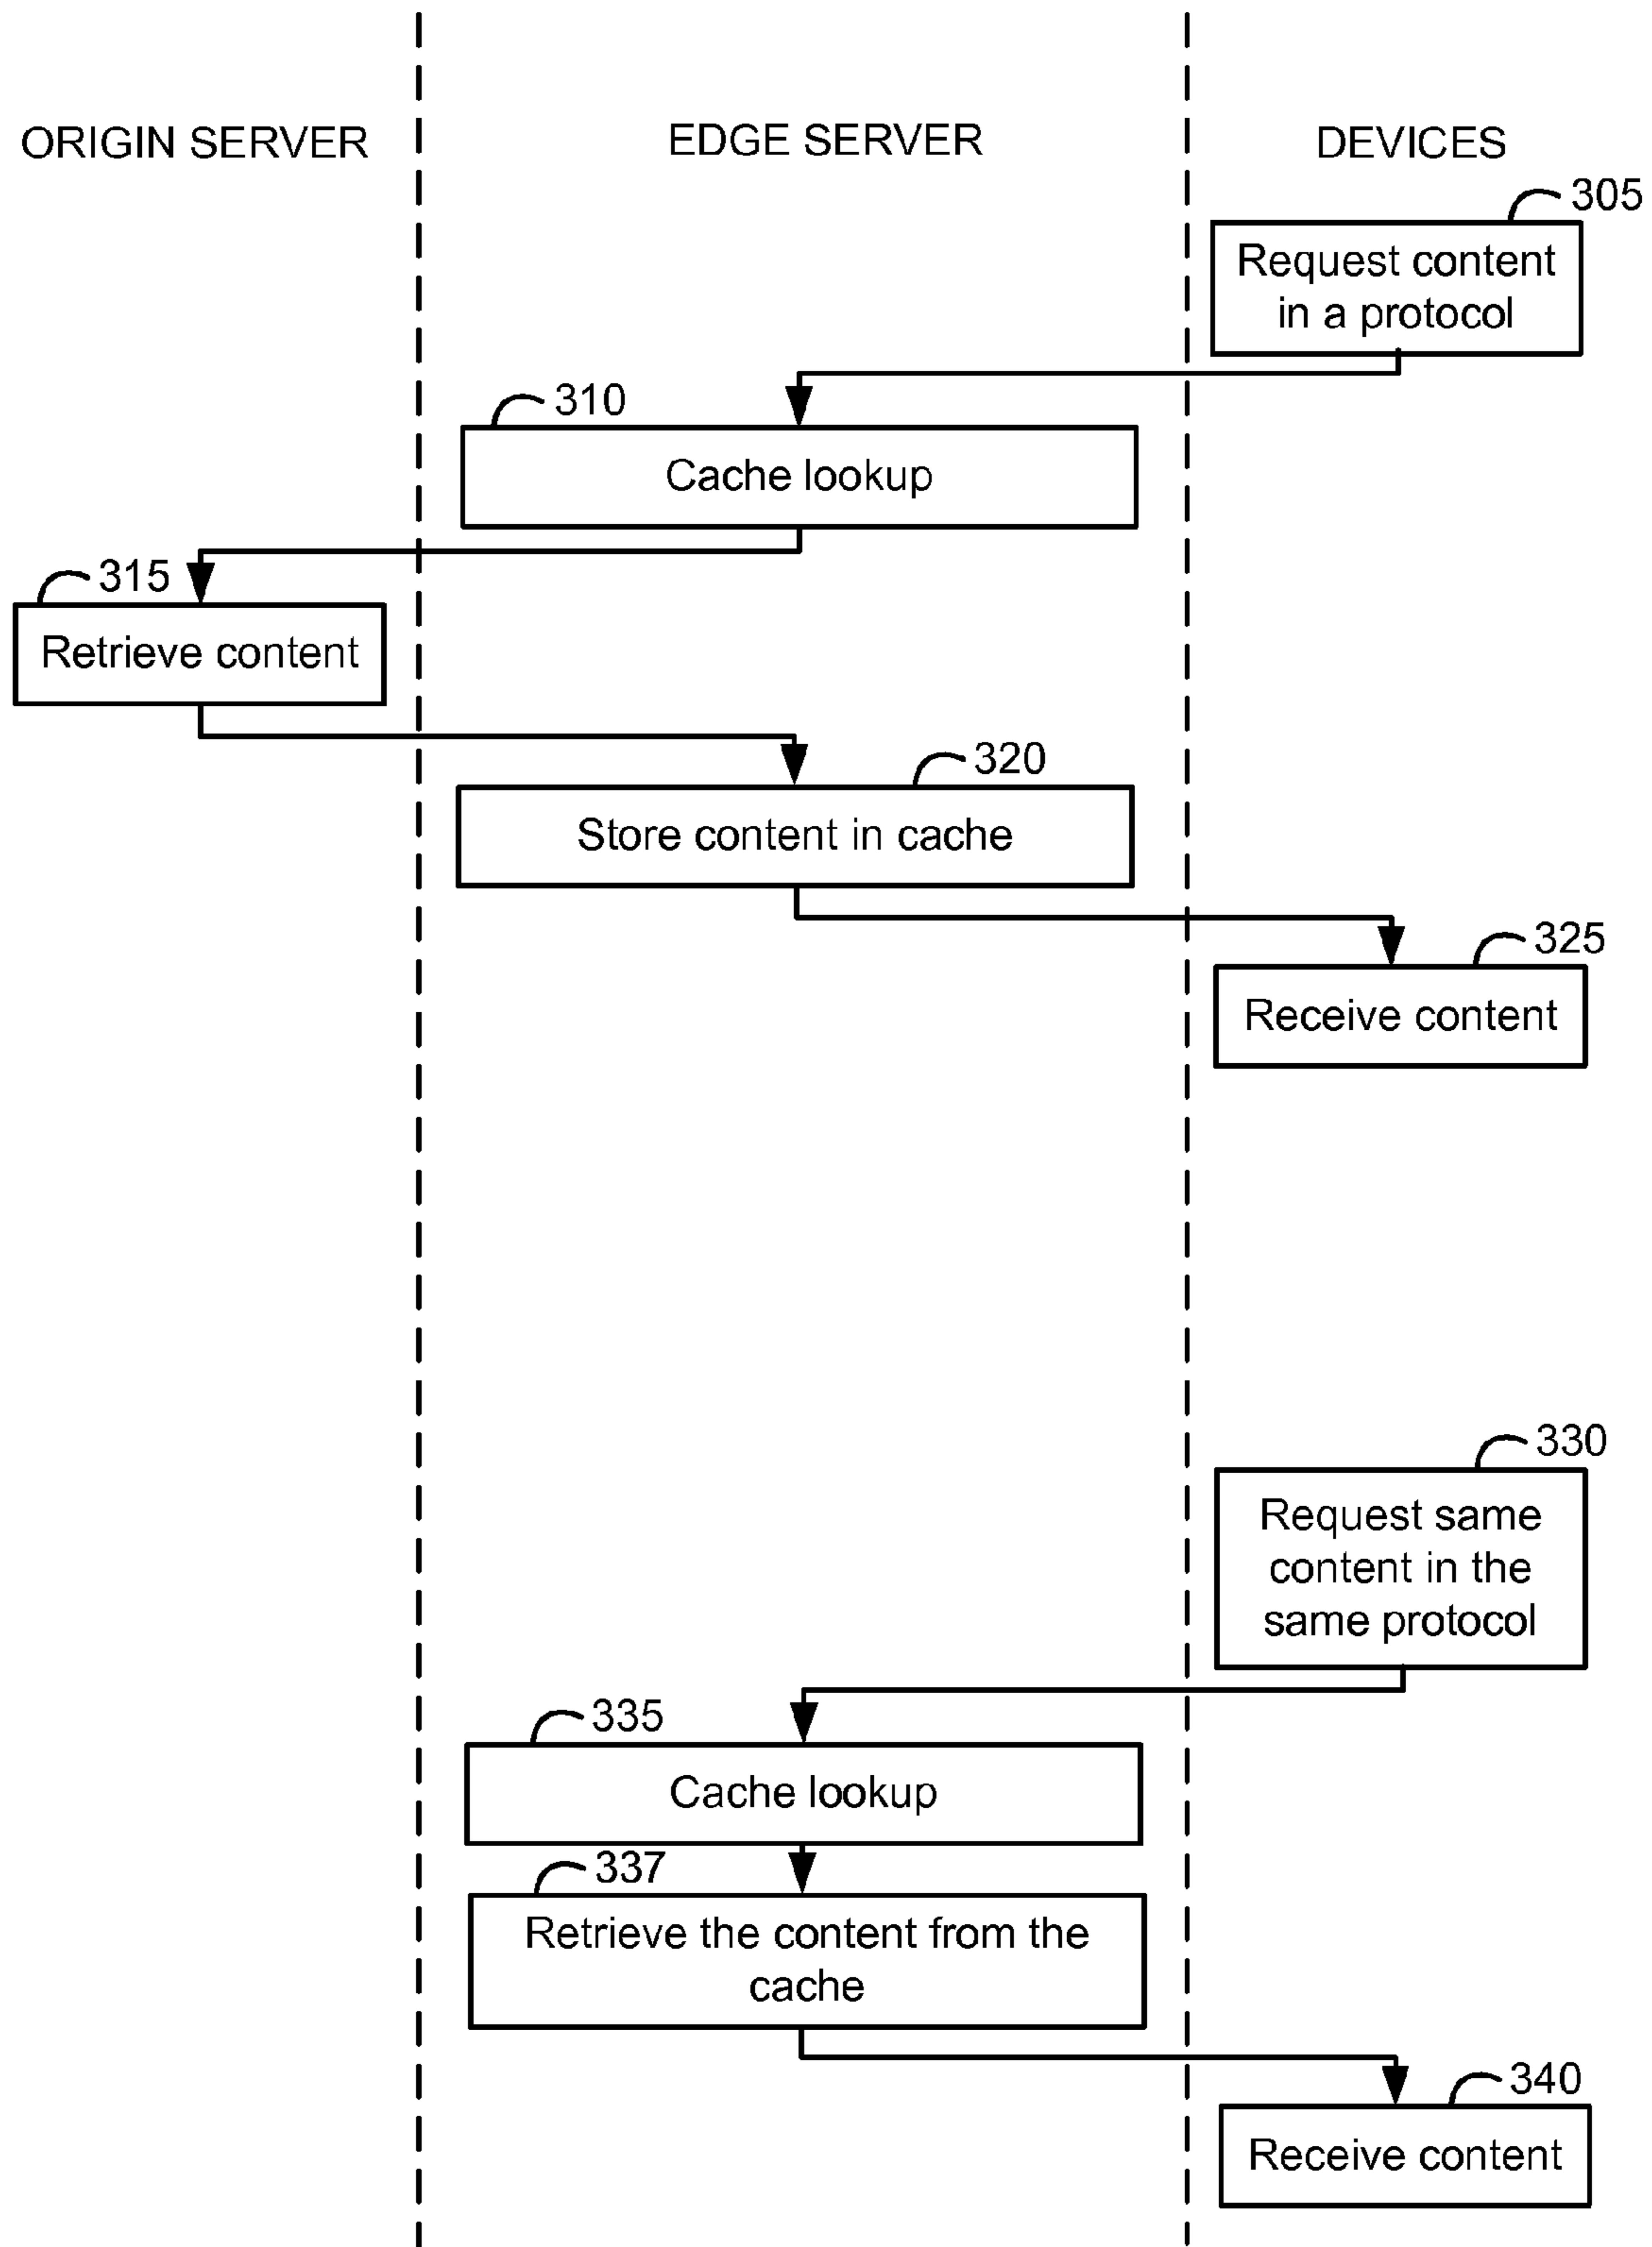 ORIGIN SERVER
EDGE SERVER
DEVICES
305
Request content
in a protocol
310
Cache lookup
315
Retrieve content
320
Store content in cache
325
Receive content
330
Request same
content in the
same protocol
335
Cache lookup
337
Retrieve the content from the
cache
340
Receive content